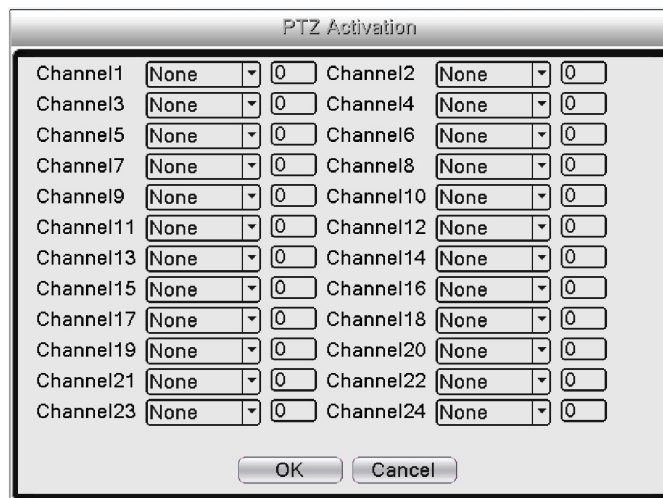 PTZ Activation
Channel1 None 0 Channel2 None 0
Channel3 None 0 Channel4 None 0
Channel5 None 0 Channel6 None 0
Channel7 None 0 Channel8 None 0
Channel9 None 0 Channel10 None 0
Channel11 None 0 Channel12 None 0
Channel13 None 0 Channel14 None 0
Channel15 None 0 Channel16 None 0
Channel17 None 0 Channel18 None 0
Channel19 None 0 Channel20 None 0
Channel21 None 0 Channel22 None 0
Channel23 None 0 Channel24 None 0
OK Cancel